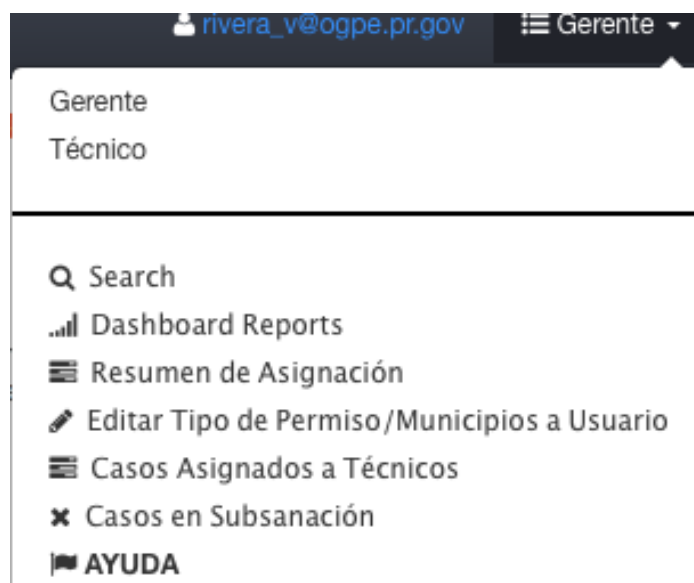 rivera_v@ogpe.pr.gov Gerente
Gerente
Técnico
Search
Dashboard Reports
Resumen de Asignación
Editar Tipo de Permiso/Municipios a Usuario
Casos Asignados a Técnicos
Casos en Subsanación
AYUDA